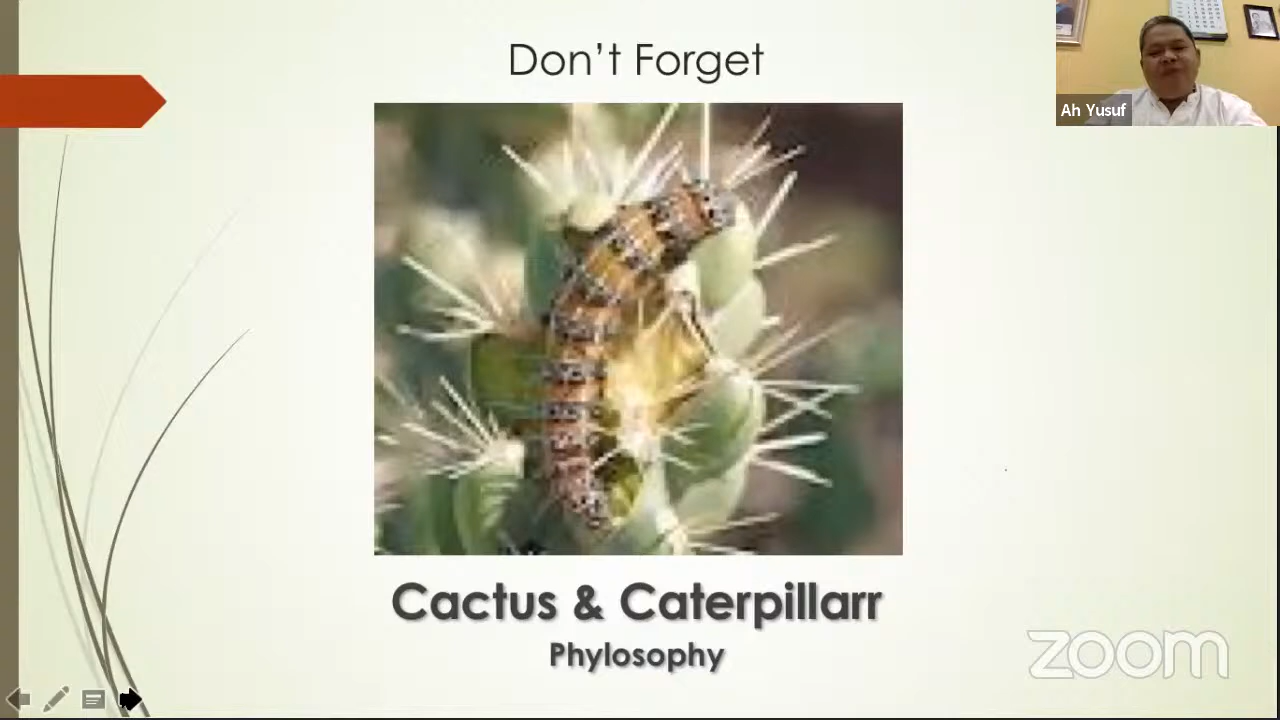 Don't Forget
Ah Yusuf
Cactus & Caterpillarr
Phylosophy
zoom